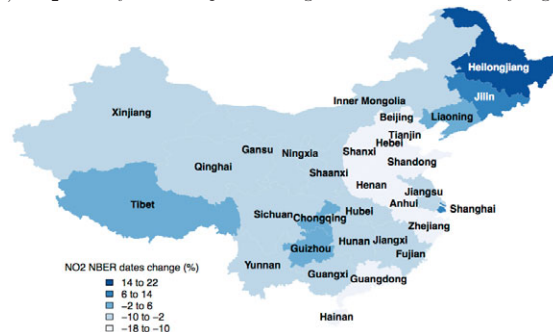 Heilongjiang
Jilin
Inner Mongolia
Liaoning
Beijing
Xinjiang
Tianjin
Hebei
Gansu
Ningxia
Shanxi
Shandong
Qinghai
Shaanxi
Henan
Jiangsu
Anhui
Shanghai
Tibet
Sichuan
Chongqing
Hubei
Zhejiang
Guizhou
Hunan
Jiangxi
Fujian
Yunnan
Guangxi
Guangdong
Hainan
NO2 NBER dates change (%)
14 to 22
6 to 14
−2 to 6
−10 to −2
−18 to −10